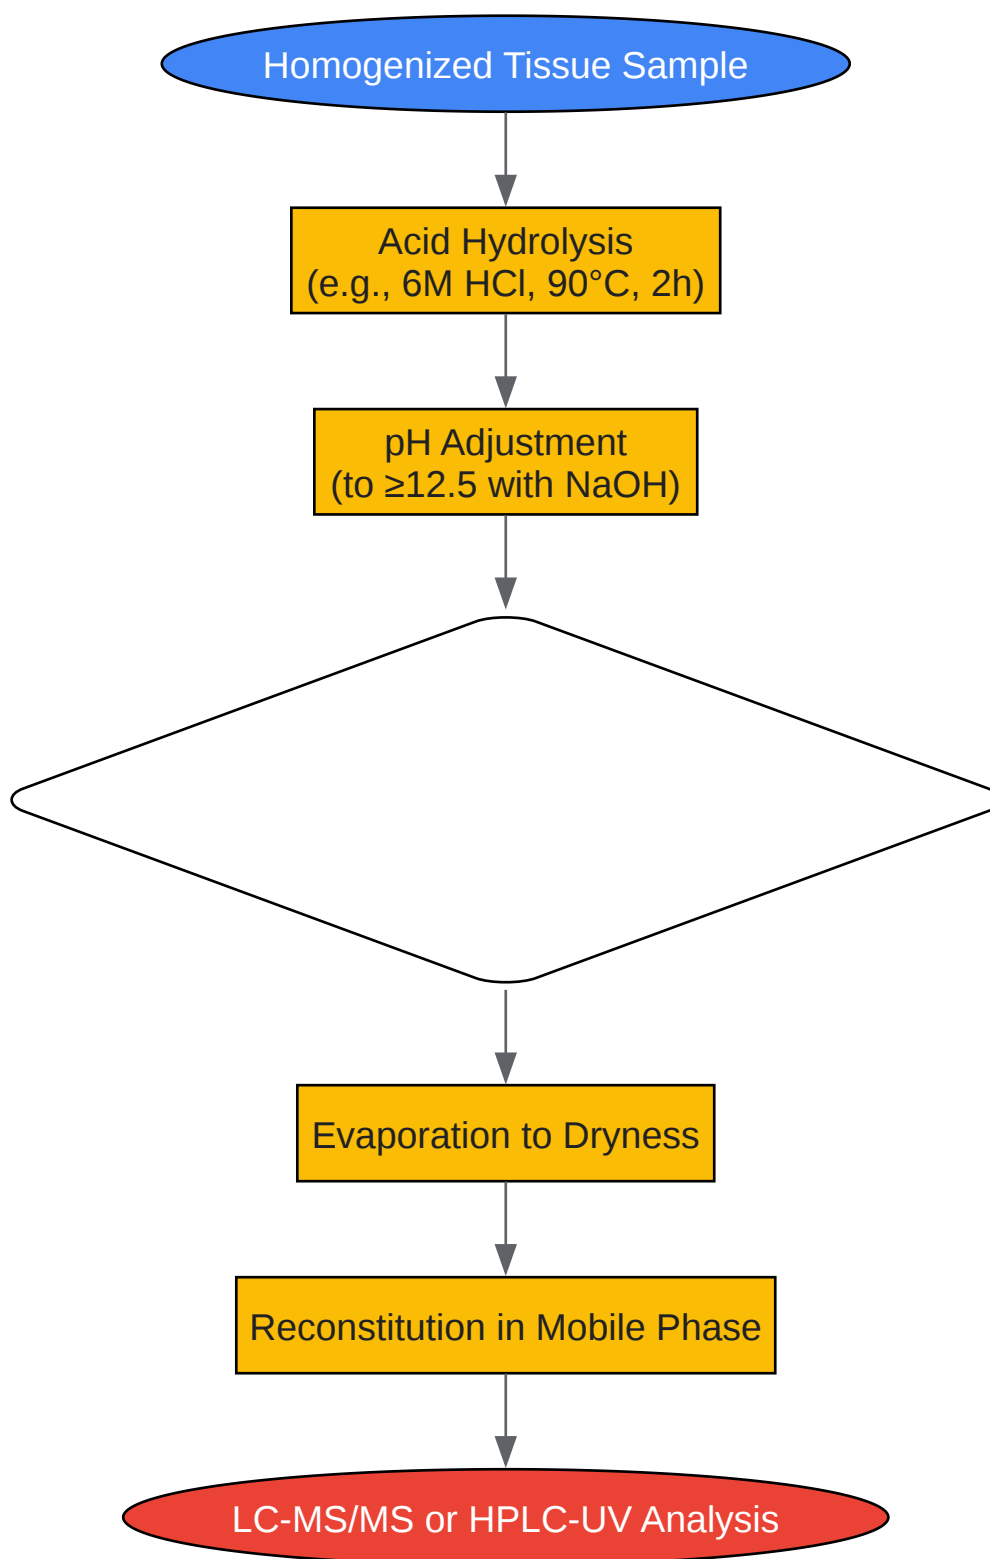 Homogenized Tissue Sample
Acid Hydrolysis
(e.g., 6M HCl, 90°C, 2h)
pH Adjustment
(to ≥12.5 with NaOH)
Evaporation to Dryness
Reconstitution in Mobile Phase
LC-MS/MS or HPLC-UV Analysis